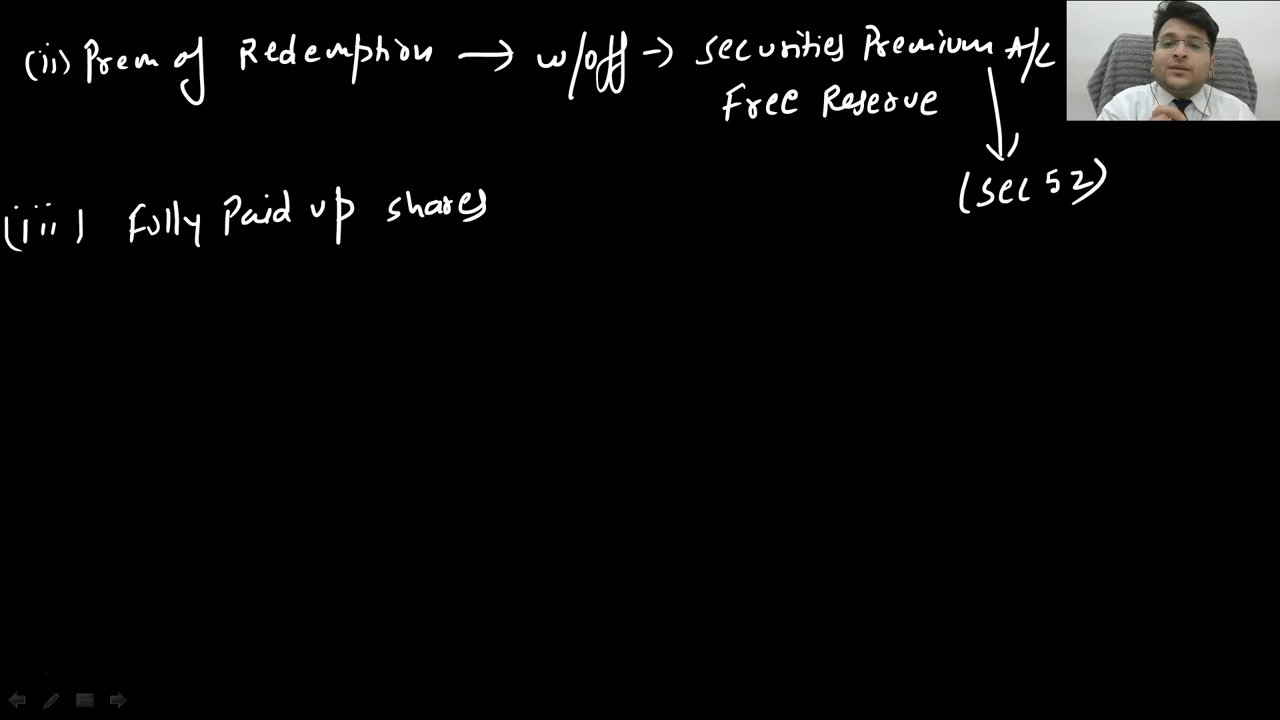 (ii) Prem of Redemption → w/off → Securities Premium A/C
Free Reserve
(Sec 52)
(iii) Fully Paid up shares